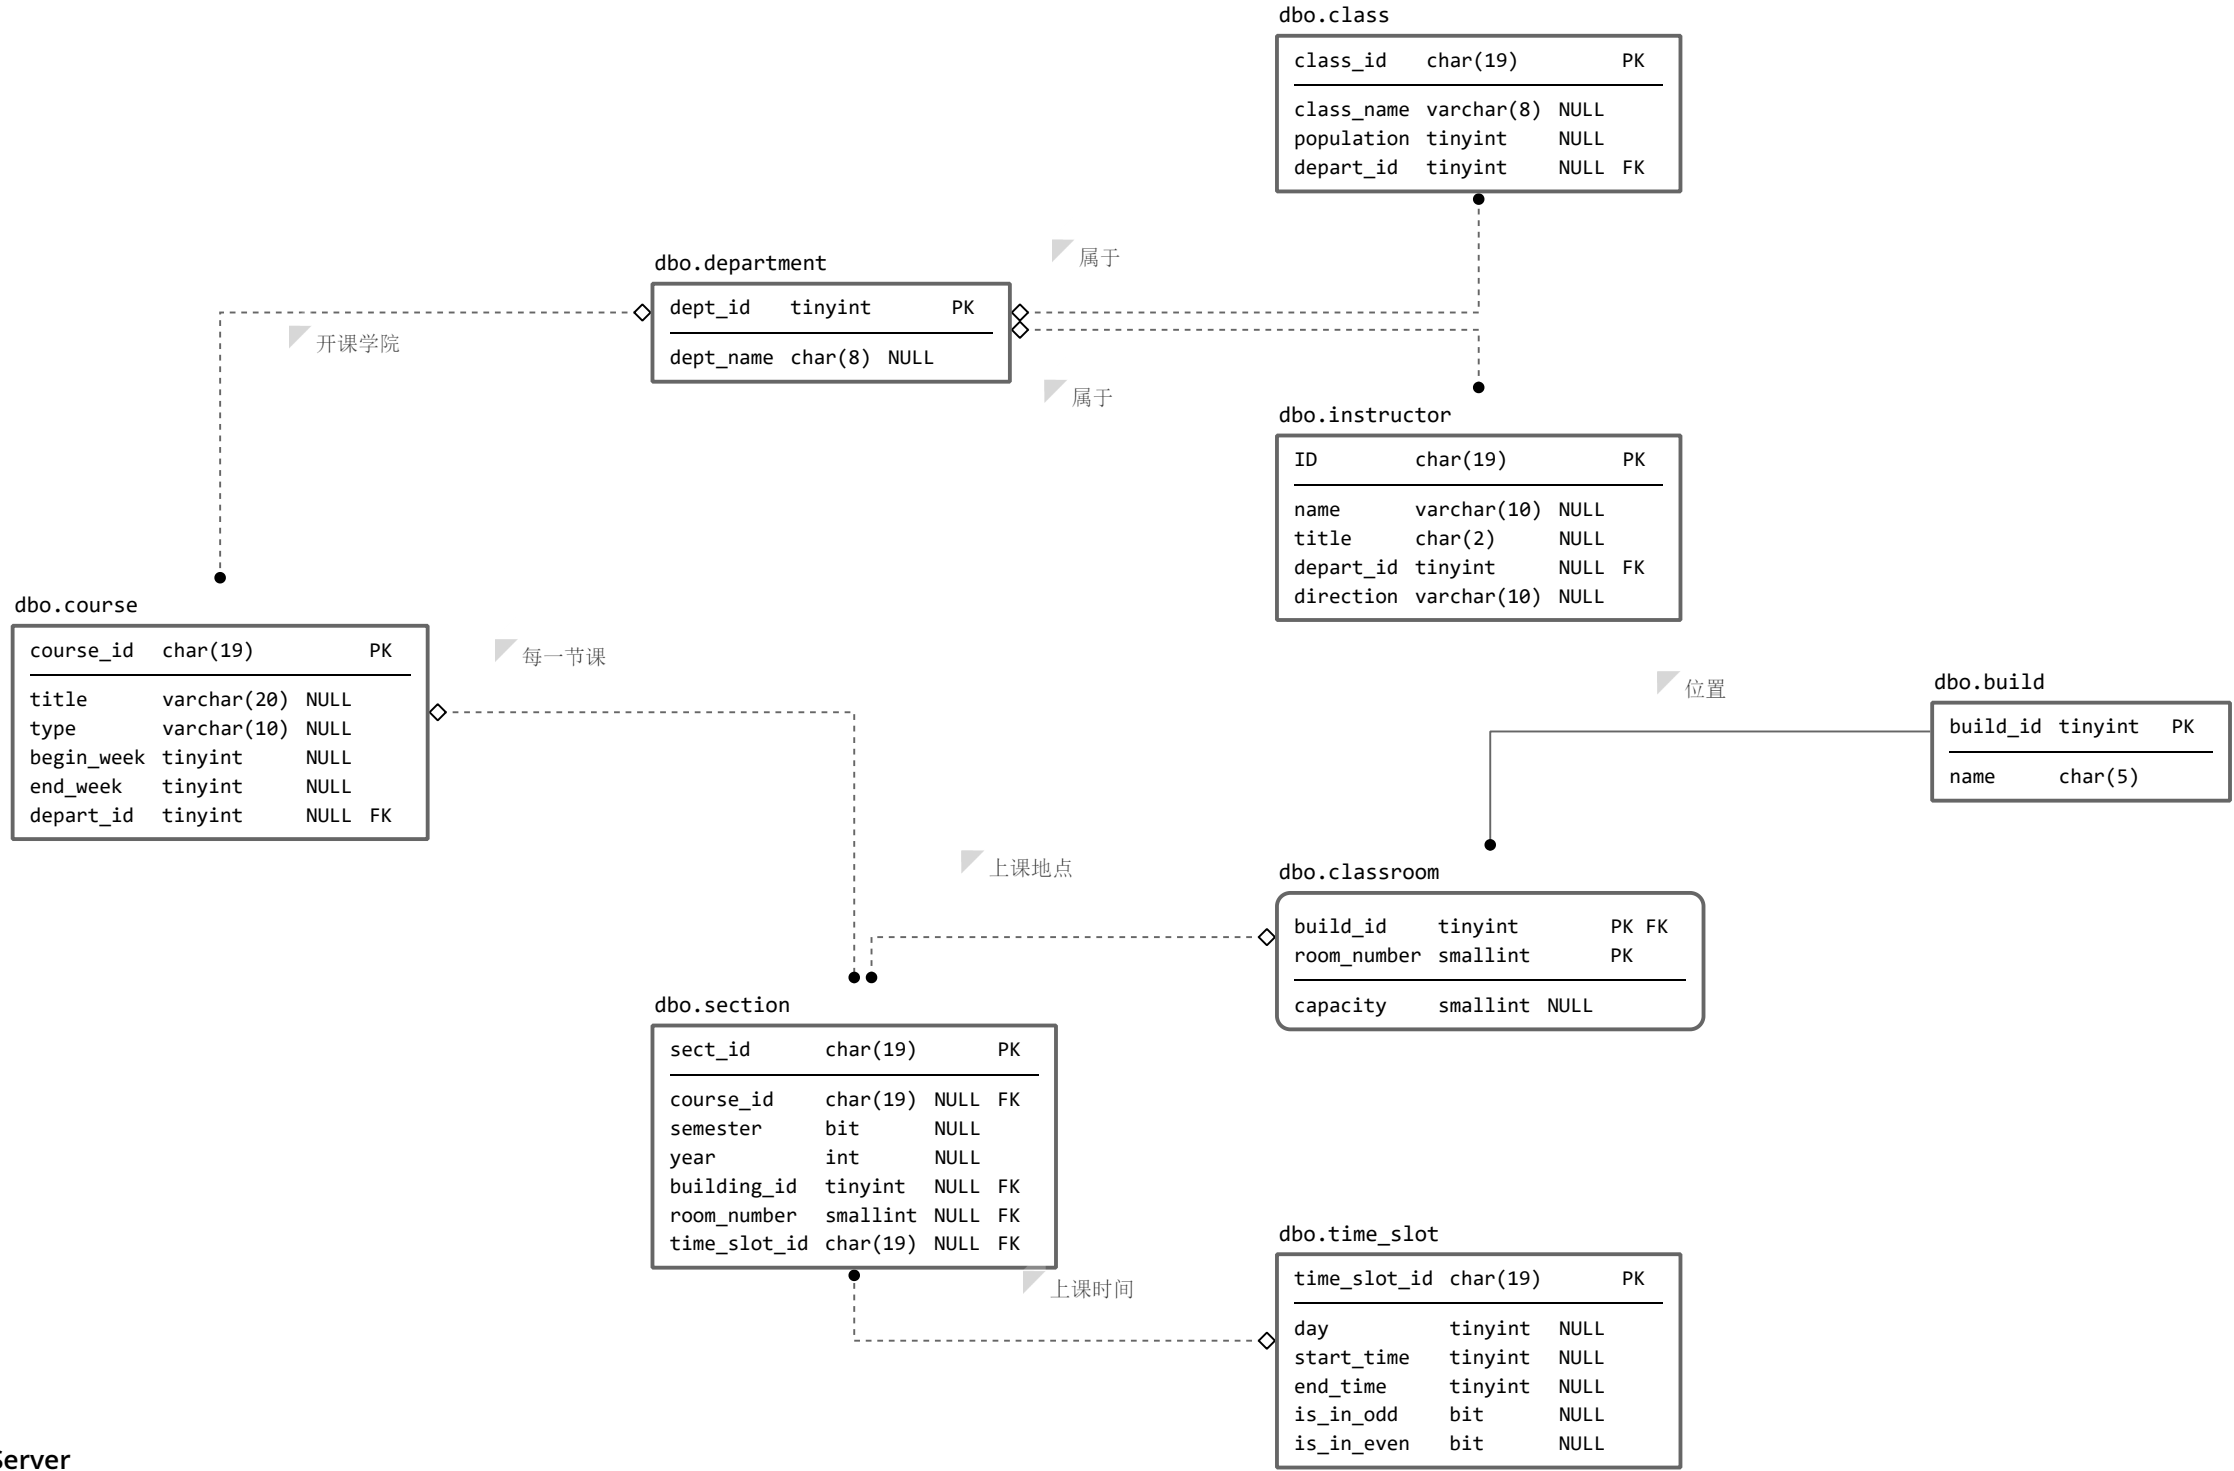 dbo.class
class_id char(19) PK
class_name varchar(8) NULL
population tinyint NULL
depart_id tinyint NULL FK
属于
dbo.department
dept_id tinyint PK
dept_name char(8) NULL
开课学院
属于
dbo.instructor
ID char(19) PK
name varchar(10) NULL
title char(2) NULL
depart_id tinyint NULL FK
direction varchar(10) NULL
dbo.course
course_id char(19) PK
title varchar(20) NULL
type varchar(10) NULL
begin_week tinyint NULL
end_week tinyint NULL
depart_id tinyint NULL FK
每一节课
位置
dbo.build
build_id tinyint PK
name char(5)
上课地点
dbo.classroom
build_id tinyint PK FK
room_number smallint PK
capacity smallint NULL
dbo.section
sect_id char(19) PK
course_id char(19) NULL FK
semester bit NULL
year int NULL
building_id tinyint NULL FK
room_number smallint NULL FK
time_slot_id char(19) NULL FK
上课时间
dbo.time_slot
time_slot_id char(19) PK
day tinyint NULL
start_time tinyint NULL
end_time tinyint NULL
is_in_odd bit NULL
is_in_even bit NULL
Server